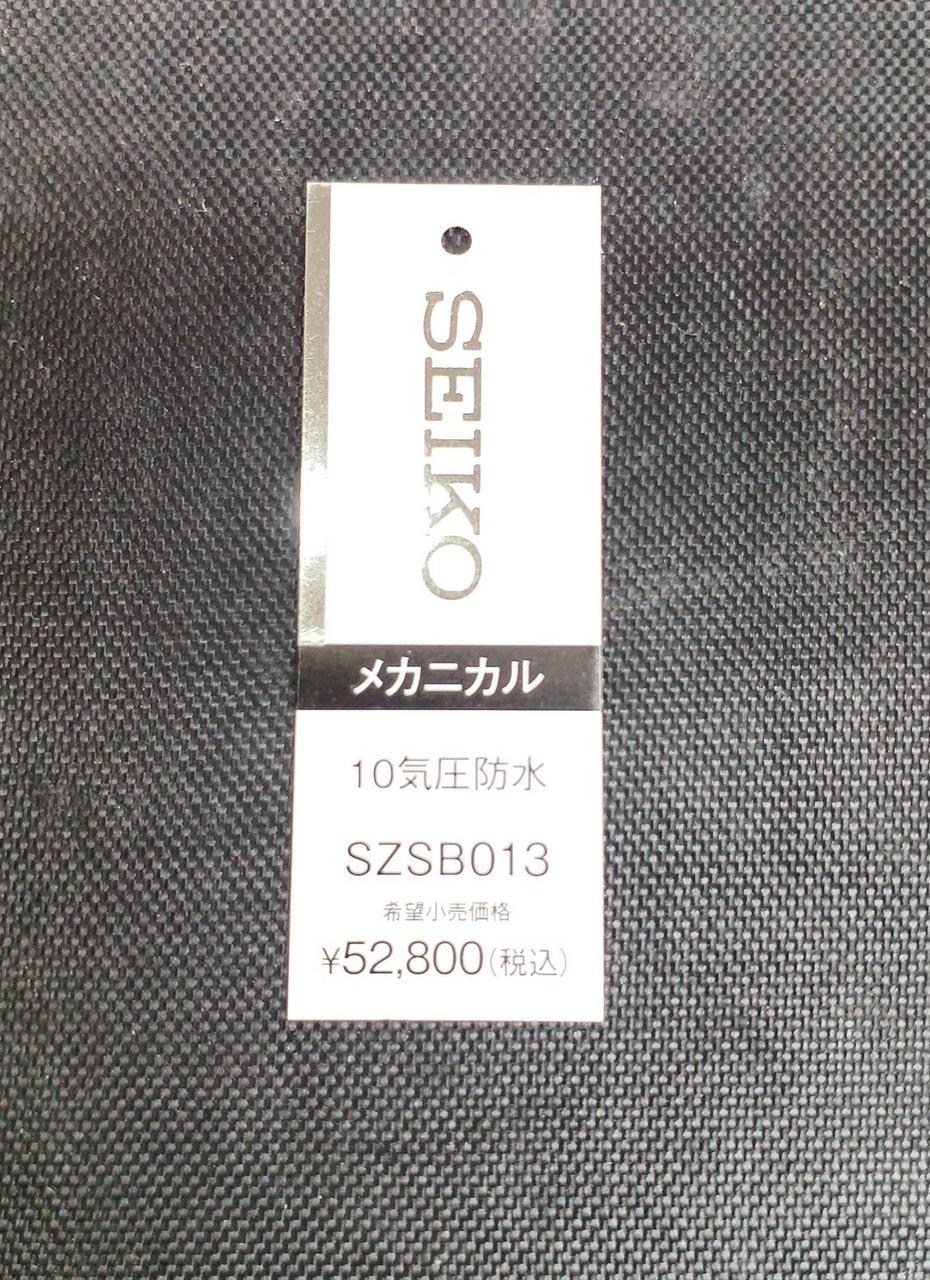 SEIKO
メカニカル
10気圧防水
SZSB013
希望小売価格
¥52,800(税込)